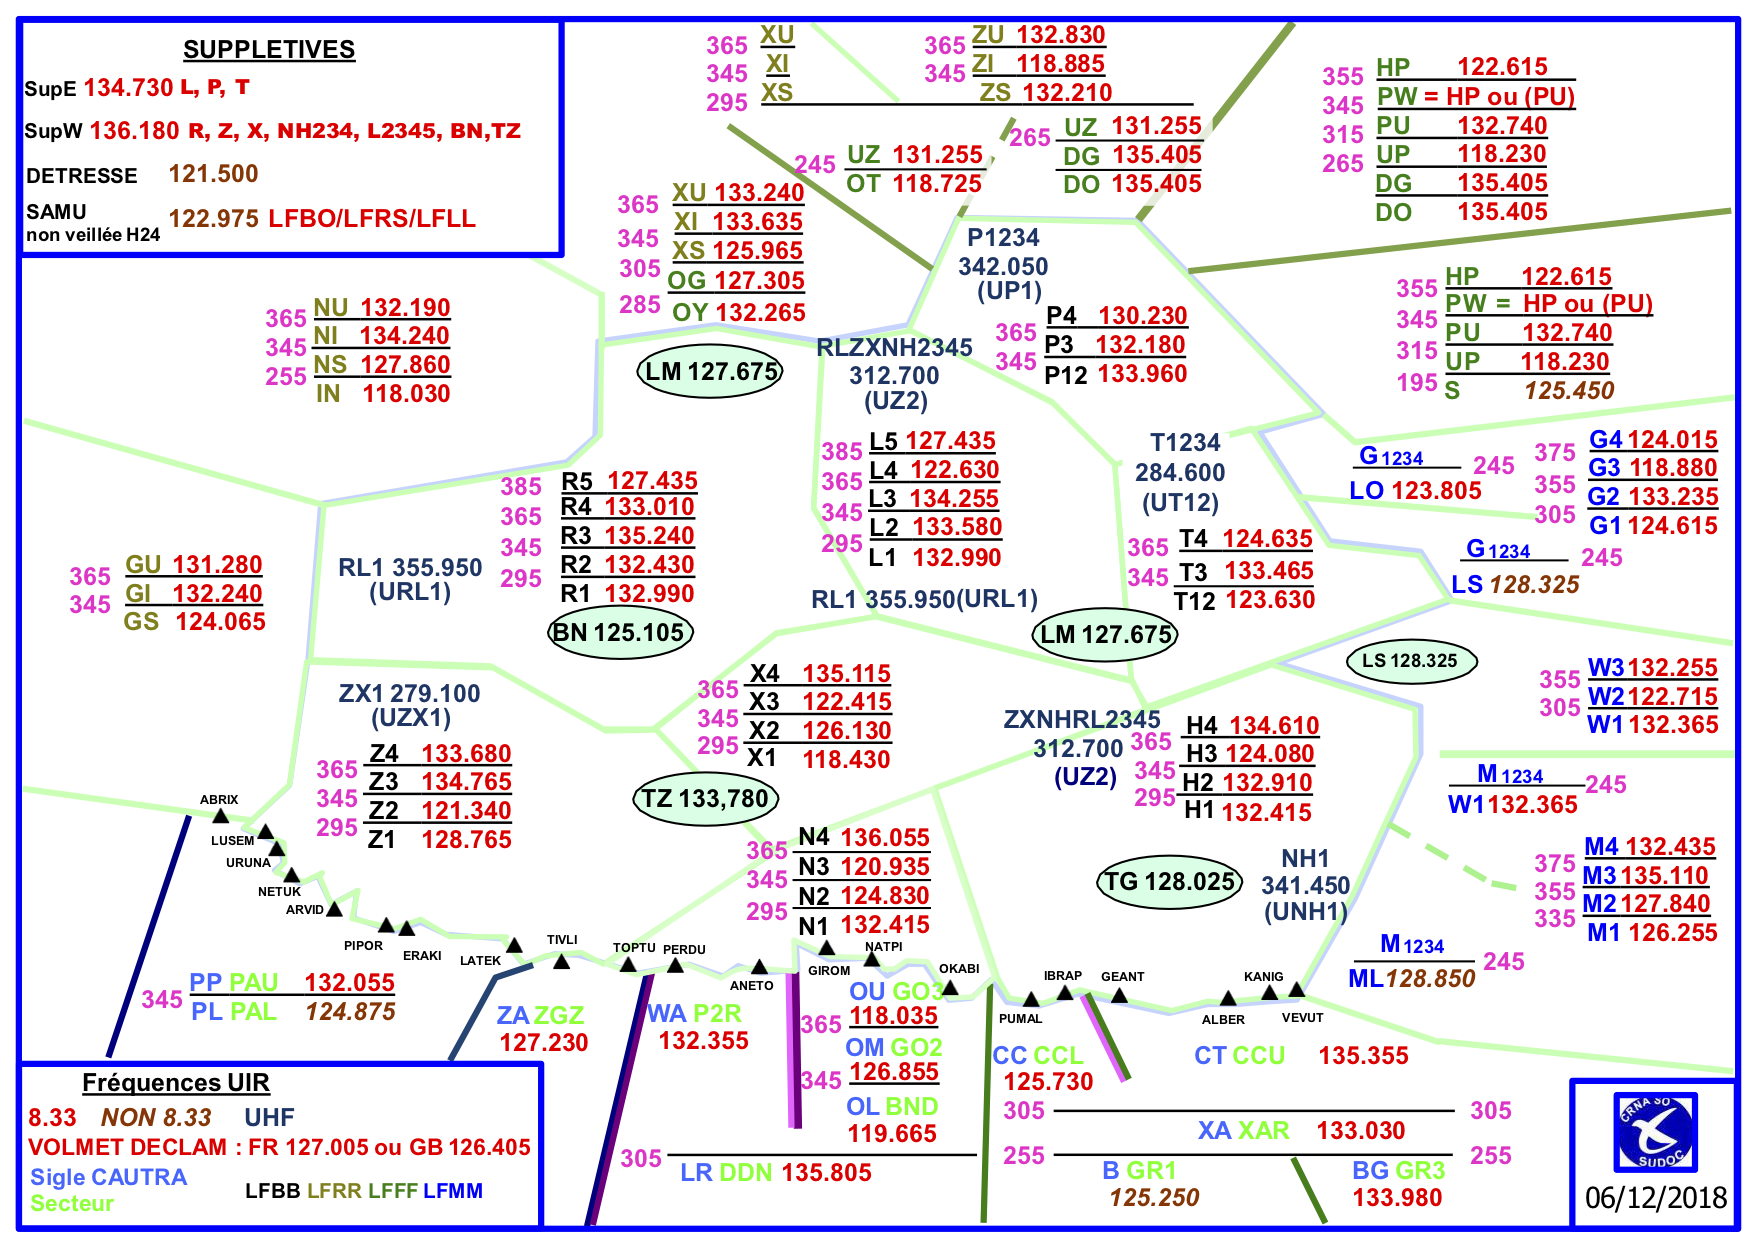 SUPPLETIVES
SupE 134.730 L, P, T
SupW 136.180 R, Z, X, NH234, L2345, BN,TZ
DETRESSE 121.500
SAMU
non veillée H24 122.975 LFBO/LFRS/LFLL
XU
365
XI
345
XS
295
ZU 132.830
365
ZI 118.885
345
ZS 132.210
HP 122.615
355
PW = HP ou (PU)
345
PU 132.740
315
UP 118.230
265
DG 135.405
DO 135.405
UZ 131.255
265
DG 135.405
DO 135.405
UZ 131.255
245
OT 118.725
XU 133.240
365
XI 133.635
345
XS 125.965
305
OG 127.305
285
OY 132.265
P1234
342.050
(UP1)
P4 130.230
365
P3 132.180
345
P12 133.960
HP 122.615
355
PW = HP ou (PU)
345
PU 132.740
315
UP 118.230
195
S 125.450
NU 132.190
365
NI 134.240
345
NS 127.860
255
IN 118.030
LM 127.675
RLZXNH2345
312.700
(UZ2)
L5 127.435
385
L4 122.630
365
L3 134.255
345
L2 133.580
295
L1 132.990
T1234
284.600
(UT12)
G1234
245
LO 123.805
G4 124.015
375
G3 118.880
355
G2 133.235
305
G1 124.615
R5 127.435
385
R4 133.010
365
R3 135.240
345
R2 132.430
295
R1 132.990
T4 124.635
365
T3 133.465
345
T12 123.630
G1234
245
LS 128.325
GU 131.280
365
GI 132.240
345
GS 124.065
RL1 355.950
(URL1)
RL1 355.950(URL1)
BN 125.105
LM 127.675
LS 128.325
W3 132.255
355
W2 122.715
305
W1 132.365
ZX1 279.100
(UZX1)
X4 135.115
365
X3 122.415
345
X2 126.130
295
X1 118.430
ZXNHRL2345
312.700
(UZ2)
H4 134.610
365
H3 124.080
345
H2 132.910
295
H1 132.415
Z4 133.680
365
Z3 134.765
345
Z2 121.340
295
Z1 128.765
TZ 133,780
M1234
245
W1 132.365
ABRIX
LUSEM
URUNA
NETUK
ARVID
PIPOR
ERAKI
LATEK
TIVLI
TOPTU
PERDU
ANETO
GIROM
NATPI
OKABI
PUMAL
IBRAP
GEANT
ALBER
KANIG
VEVUT
N4 136.055
365
N3 120.935
345
N2 124.830
295
N1 132.415
TG 128.025
NH1
341.450
(UNH1)
M4 132.435
375
M3 135.110
355
M2 127.840
335
M1 126.255
M1234
245
ML 128.850
PP PAU 132.055
345
PL PAL 124.875
ZA ZGZ
127.230
WA P2R
132.355
OU GO3
118.035
365
OM GO2
126.855
345
OL BND
119.665
CC CCL
125.730
CT CCU 135.355
305 305
XA XAR 133.030
255 255
305
LR DDN 135.805
B GR1
125.250
BG GR3
133.980
Fréquences UIR
8.33 NON 8.33 UHF
VOLMET DECLAM : FR 127.005 ou GB 126.405
Sigle CAUTRA
Secteur
LFBB LFRR LFFF LFMM
CRNA SO
SUDOC
06/12/2018